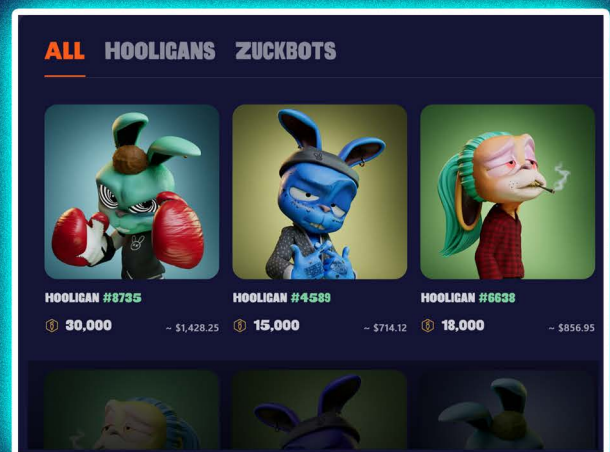 ALL HOOLIGANS ZUCKBOTS
HOOLIGAN #8735 HOOLIGAN #4589 HOOLIGAN #6638
30,000 ~ $1,428.25 15,000 ~ $714.12 18,000 ~ $856.95